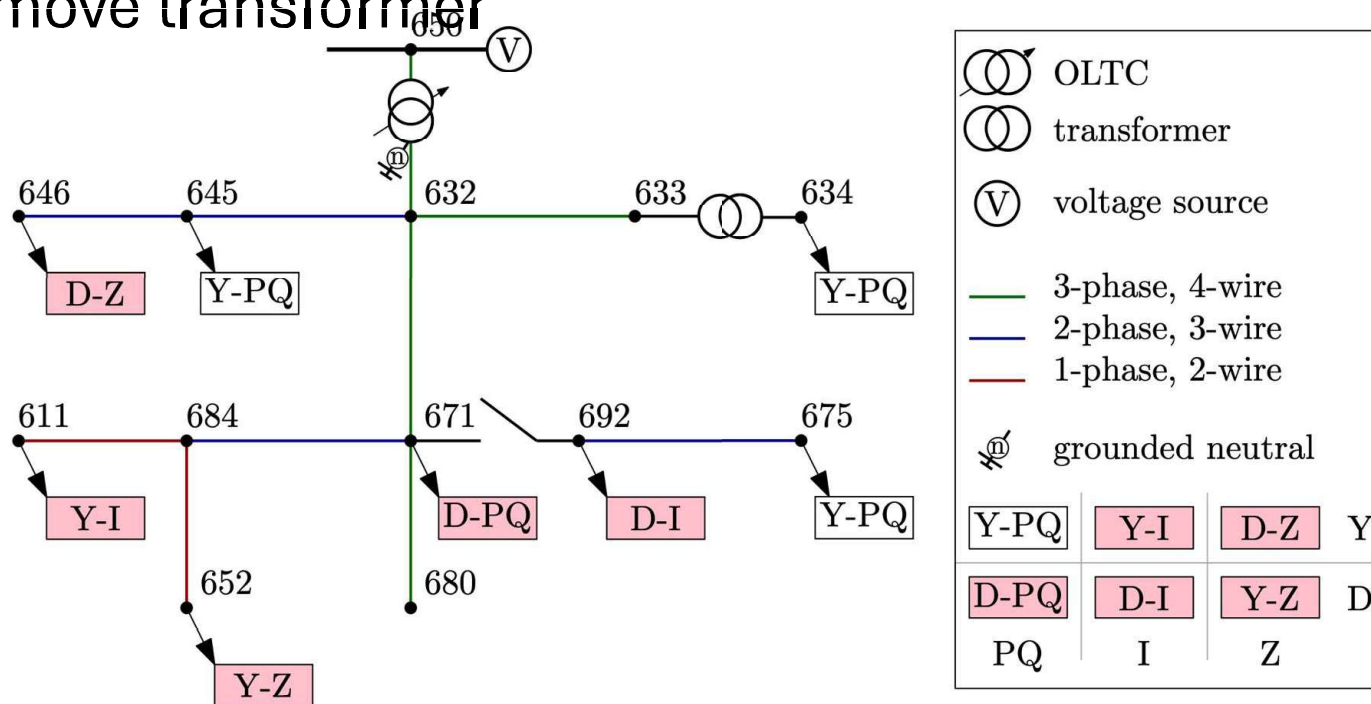 move transformer
650
V
n
646 645 632 633 634
D-Z Y-PQ Y-PQ
611 684 671 692 675
Y-I D-PQ D-I Y-PQ
652 680
Y-Z
OLTC
transformer
V voltage source
3-phase, 4-wire
2-phase, 3-wire
1-phase, 2-wire
n grounded neutral
Y-PQ Y-I D-Z Y
D-PQ D-I Y-Z D
PQ I Z